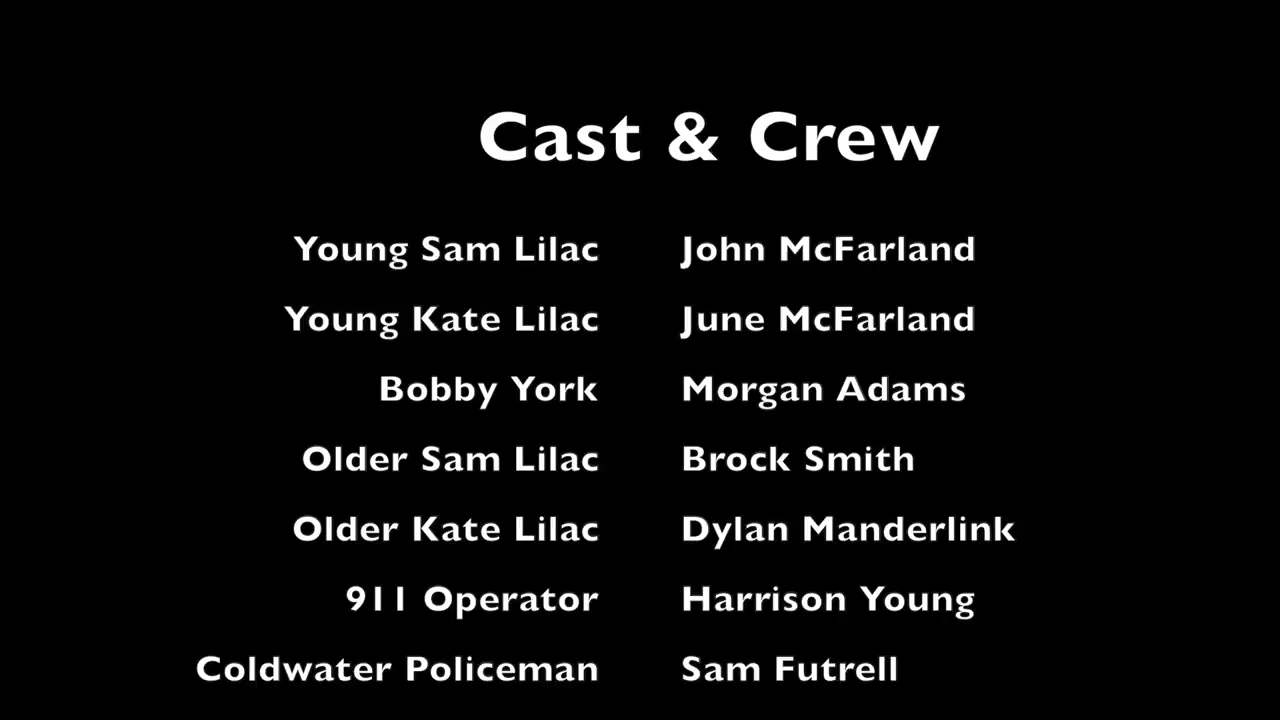 Cast & Crew
Young Sam Lilac John McFarland
Young Kate Lilac June McFarland
Bobby York Morgan Adams
Older Sam Lilac Brock Smith
Older Kate Lilac Dylan Manderlink
911 Operator Harrison Young
Coldwater Policeman Sam Futrell